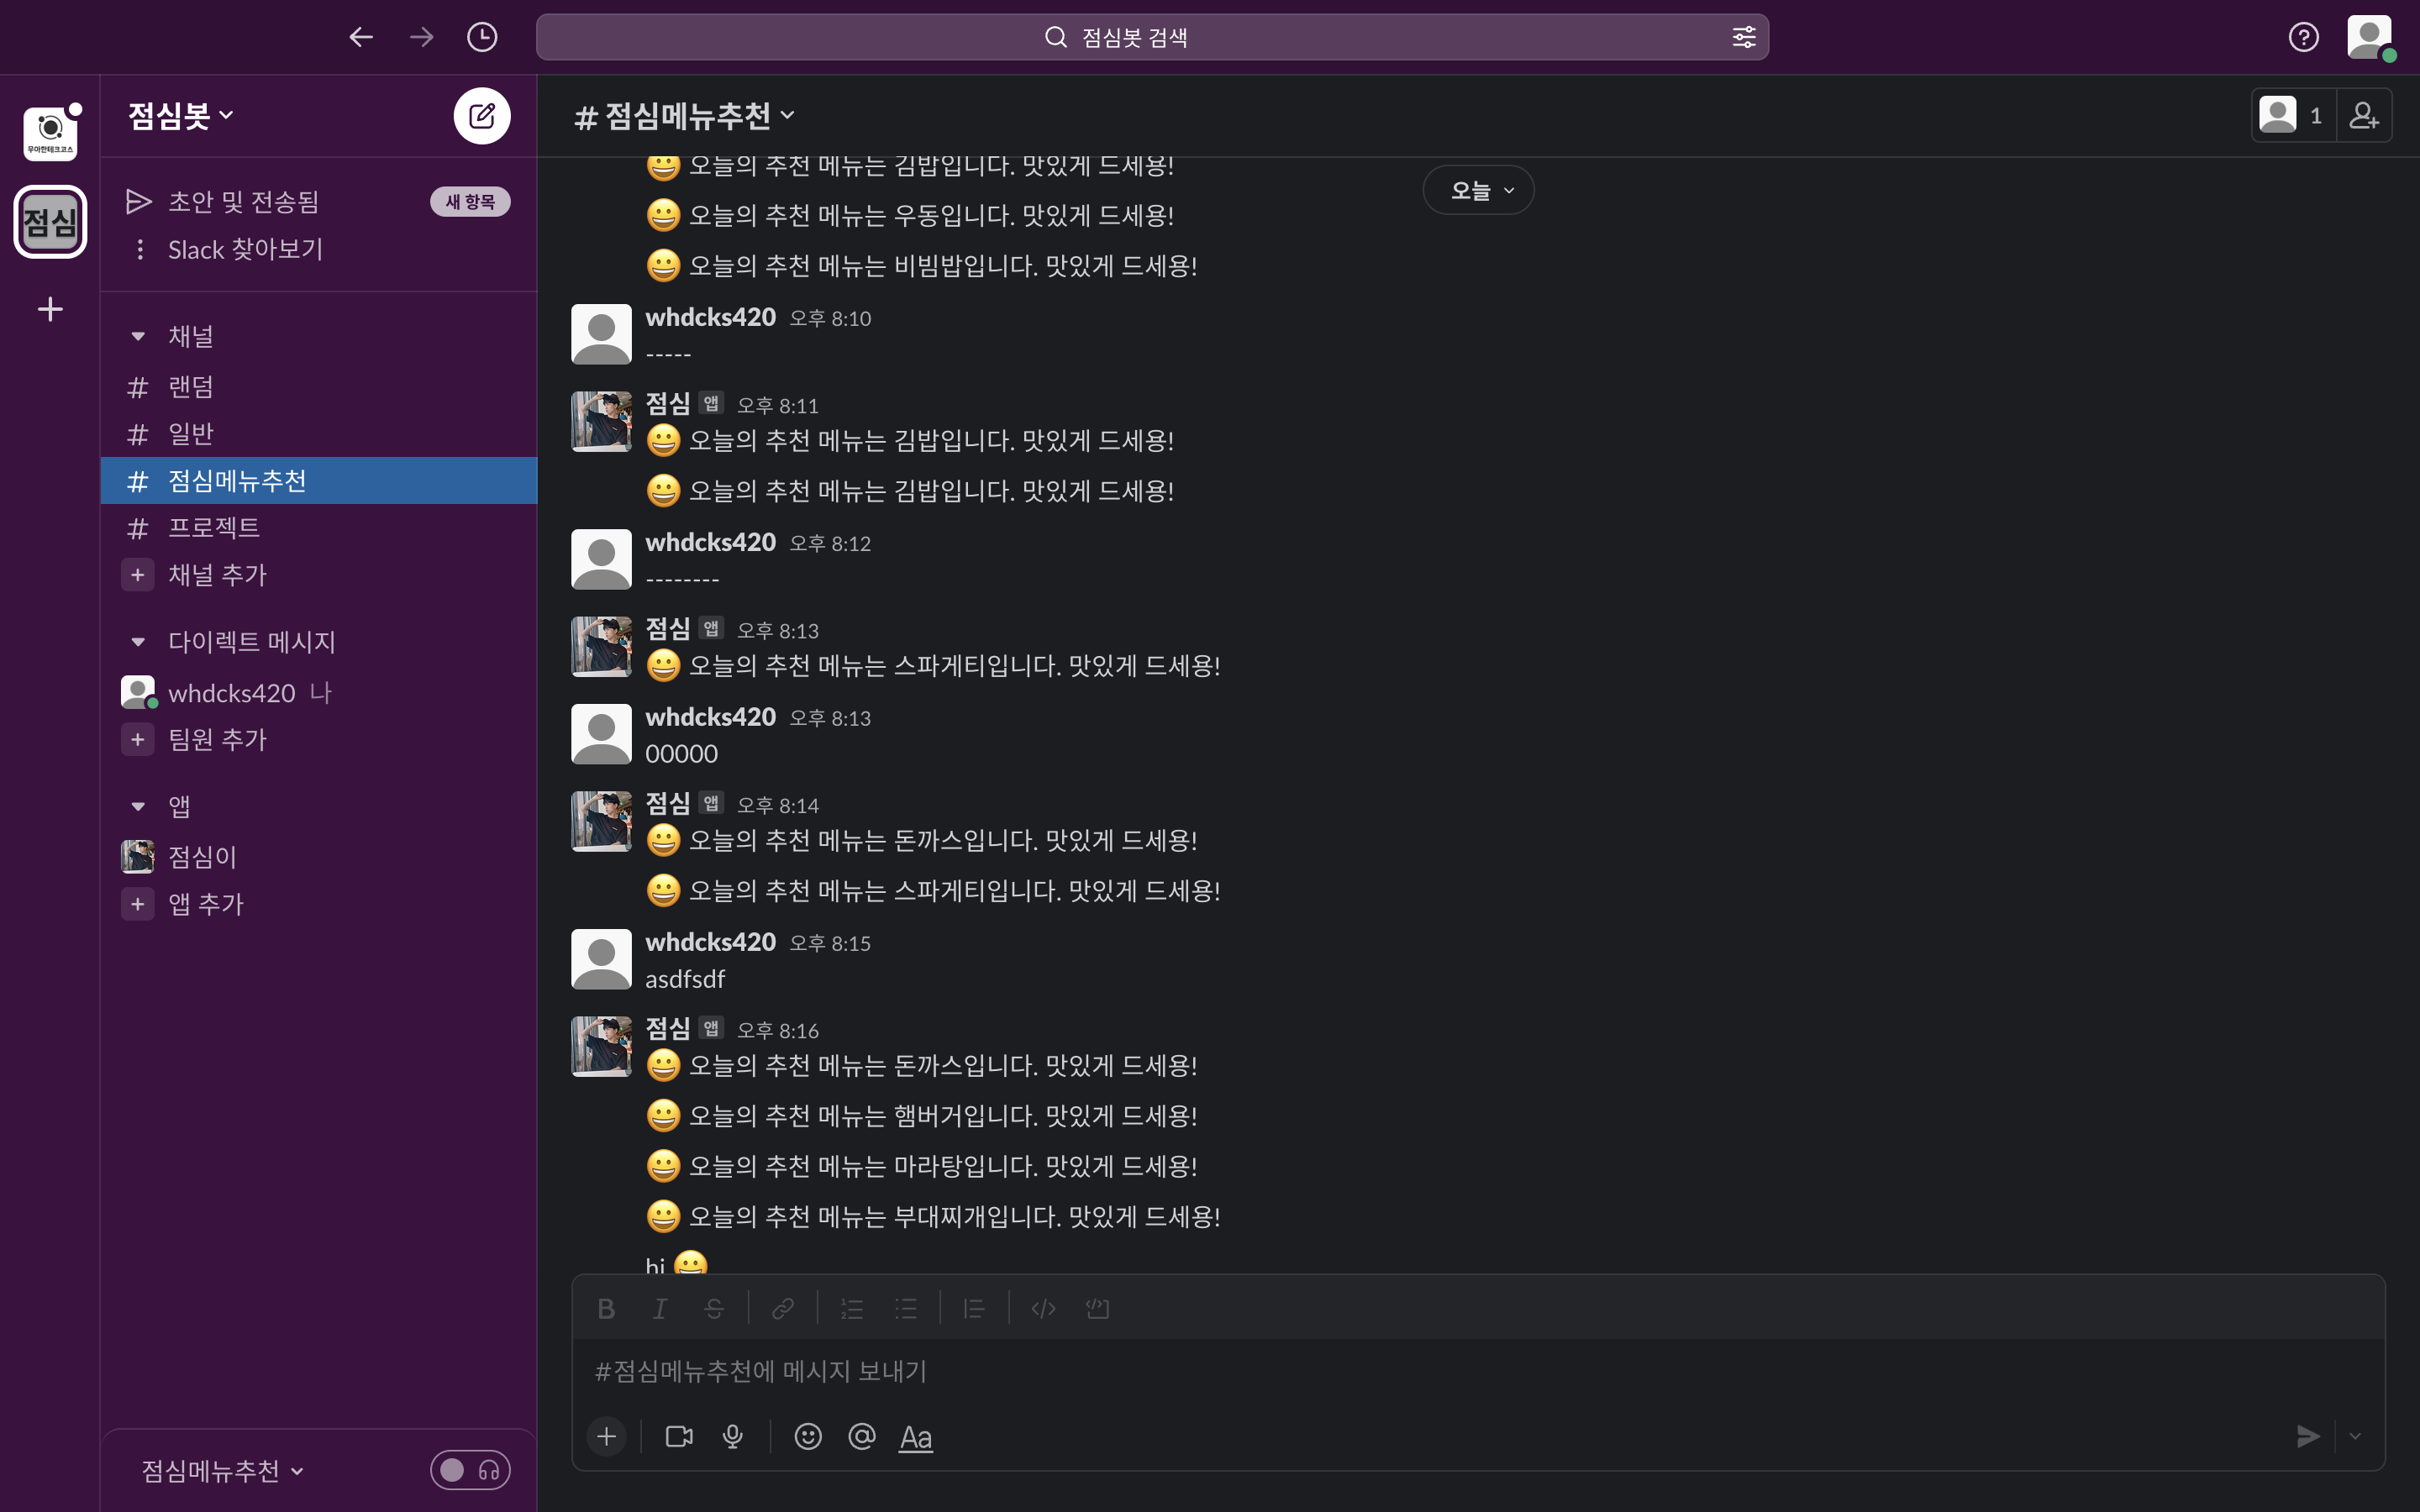 점심봇 검색
우아한테크코스
점심
점심봇
초안 및 전송됨
새 항목
Slack 찾아보기
채널
# 랜덤
# 일반
# 점심메뉴추천
# 프로젝트
+ 채널 추가
다이렉트 메시지
whdcks420 나
+ 팀원 추가
앱
점심이
+ 앱 추가
점심메뉴추천
# 점심메뉴추천
1
오늘
오늘의 추천 메뉴는 김밥입니다. 맛있게 드세용!
😀 오늘의 추천 메뉴는 우동입니다. 맛있게 드세용!
😀 오늘의 추천 메뉴는 비빔밥입니다. 맛있게 드세용!
whdcks420 오후 8:10
-----
점심 앱 오후 8:11
😀 오늘의 추천 메뉴는 김밥입니다. 맛있게 드세용!
😀 오늘의 추천 메뉴는 김밥입니다. 맛있게 드세용!
whdcks420 오후 8:12
--------
점심 앱 오후 8:13
😀 오늘의 추천 메뉴는 스파게티입니다. 맛있게 드세용!
whdcks420 오후 8:13
00000
점심 앱 오후 8:14
😀 오늘의 추천 메뉴는 돈까스입니다. 맛있게 드세용!
😀 오늘의 추천 메뉴는 스파게티입니다. 맛있게 드세용!
whdcks420 오후 8:15
asdfsdf
점심 앱 오후 8:16
😀 오늘의 추천 메뉴는 돈까스입니다. 맛있게 드세용!
😀 오늘의 추천 메뉴는 햄버거입니다. 맛있게 드세용!
😀 오늘의 추천 메뉴는 마라탕입니다. 맛있게 드세용!
😀 오늘의 추천 메뉴는 부대찌개입니다. 맛있게 드세용!
hi 😀
B I S
#점심메뉴추천에 메시지 보내기
@ Aa